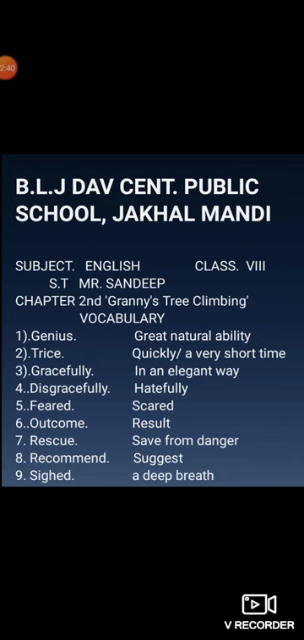 2:40
B.L.J DAV CENT. PUBLIC
SCHOOL, JAKHAL MANDI
SUBJECT. ENGLISH CLASS. VIII
S.T MR. SANDEEP
CHAPTER 2nd 'Granny's Tree Climbing'
VOCABULARY
1).Genius. Great natural ability
2).Trice. Quickly/ a very short time
3).Gracefully. In an elegant way
4)..Disgracefully. Hatefully
5..Feared. Scared
6..Outcome. Result
7. Rescue. Save from danger
8. Recommend. Suggest
9. Sighed. a deep breath
V RECORDER